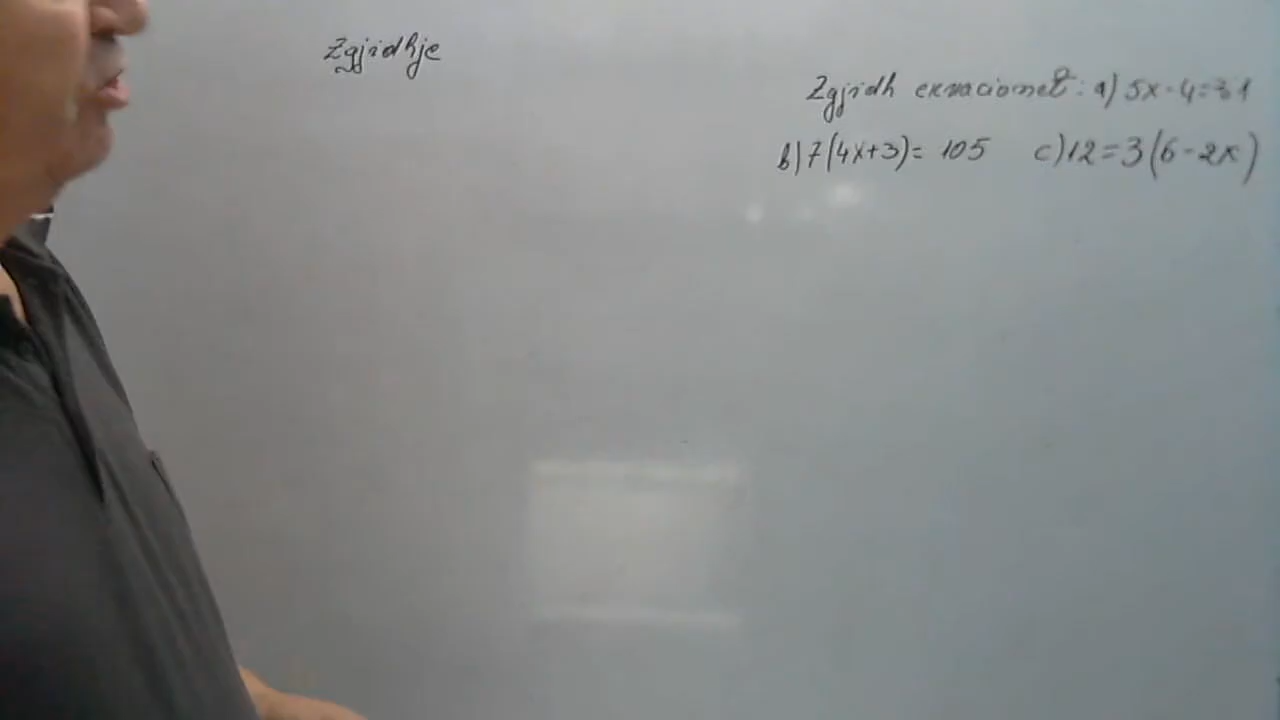 Zgjidhje
Zgjidh ekuacionet: a) 5x - 4 = 31
b) 7(4x+3) = 105 c) 12 = 3(6 - 2x)